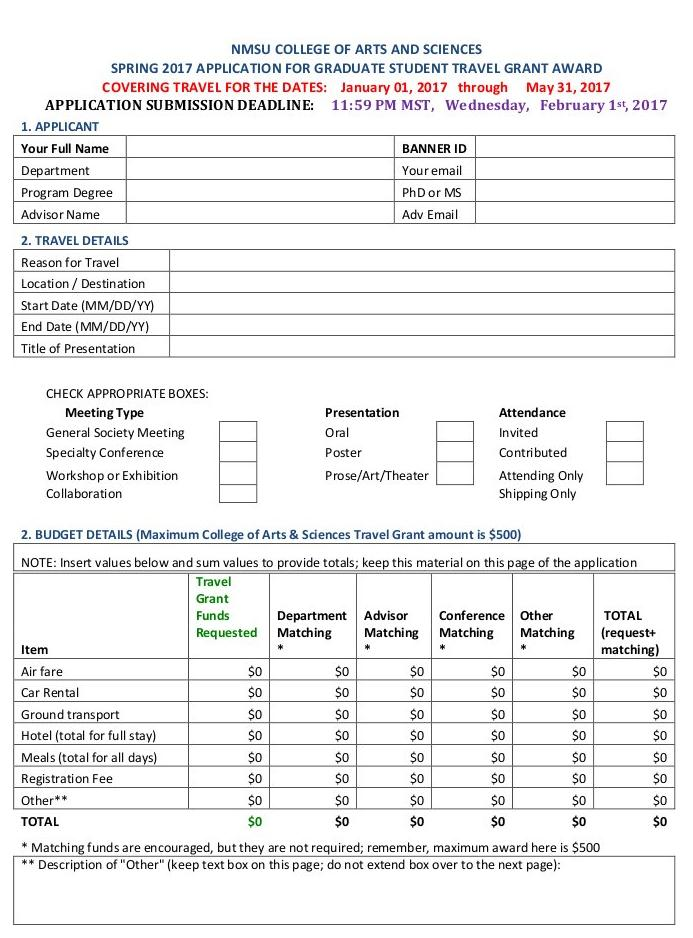 NMSU COLLEGE OF ARTS AND SCIENCES
SPRING 2017 APPLICATION FOR GRADUATE STUDENT TRAVEL GRANT AWARD
COVERING TRAVEL FOR THE DATES: January 01, 2017 through May 31, 2017
APPLICATION SUBMISSION DEADLINE: 11:59 PM MST, Wednesday, February 1st, 2017
1. APPLICANT
Your Full Name BANNER ID
Department Your email
Program Degree PhD or MS
Advisor Name Adv Email
2. TRAVEL DETAILS
Reason for Travel
Location / Destination
Start Date (MM/DD/YY)
End Date (MM/DD/YY)
Title of Presentation
CHECK APPROPRIATE BOXES:
Meeting Type Presentation Attendance
General Society Meeting Oral Invited
Specialty Conference Poster Contributed
Workshop or Exhibition Prose/Art/Theater Attending Only
Collaboration Shipping Only
2. BUDGET DETAILS (Maximum College of Arts & Sciences Travel Grant amount is $500)
NOTE: Insert values below and sum values to provide totals; keep this material on this page of the application
Travel
Grant
Funds Department Advisor Conference Other TOTAL
Requested Matching Matching Matching Matching (request+
Item * * * * matching)
Air fare $0 $0 $0 $0 $0 $0
Car Rental $0 $0 $0 $0 $0 $0
Ground transport $0 $0 $0 $0 $0 $0
Hotel (total for full stay) $0 $0 $0 $0 $0 $0
Meals (total for all days) $0 $0 $0 $0 $0 $0
Registration Fee $0 $0 $0 $0 $0 $0
Other** $0 $0 $0 $0 $0 $0
TOTAL $0 $0 $0 $0 $0 $0
* Matching funds are encouraged, but they are not required; remember, maximum award here is $500
** Description of "Other" (keep text box on this page; do not extend box over to the next page):